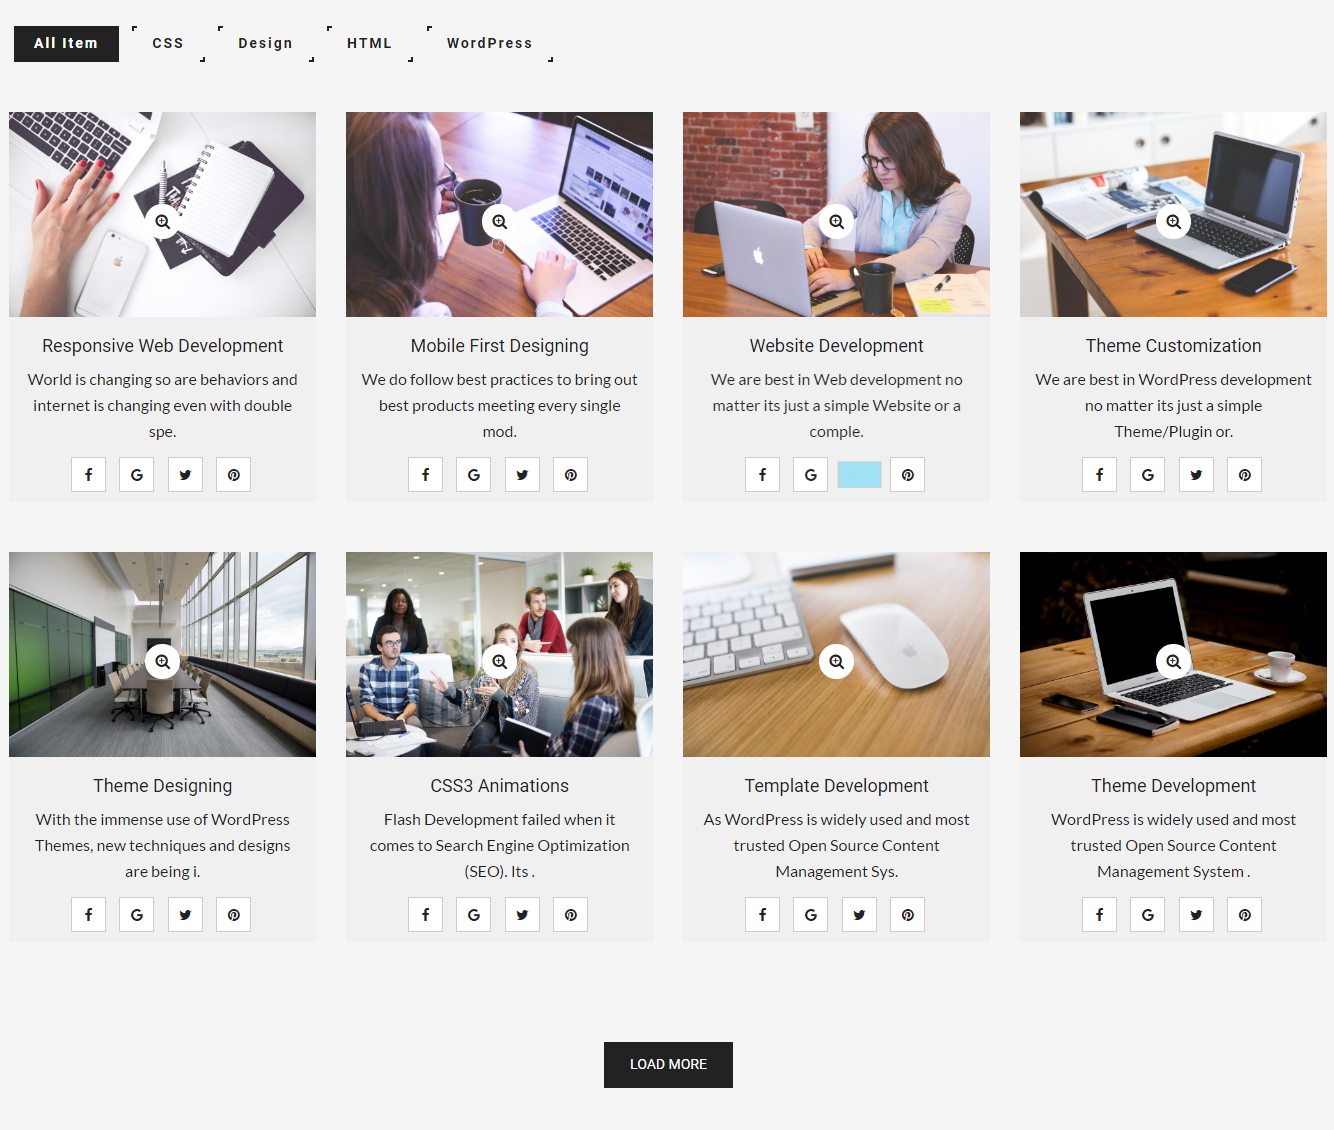 All Item
CSS
Design
HTML
WordPress
Responsive Web Development
World is changing so are behaviors and
internet is changing even with double
spe.
Mobile First Designing
We do follow best practices to bring out
best products meeting every single
mod.
Website Development
We are best in Web development no
matter its just a simple Website or a
comple.
Theme Customization
We are best in WordPress development
no matter its just a simple
Theme/Plugin or.
Theme Designing
With the immense use of WordPress
Themes, new techniques and designs
are being i.
CSS3 Animations
Flash Development failed when it
comes to Search Engine Optimization
(SEO). Its .
Template Development
As WordPress is widely used and most
trusted Open Source Content
Management Sys.
Theme Development
WordPress is widely used and most
trusted Open Source Content
Management System .
LOAD MORE